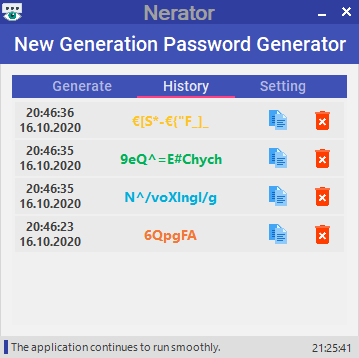 Nerator
New Generation Password Generator
Generate History Setting
20:46:36
16.10.2020
€[S*-€{"F_]_
20:46:35
16.10.2020
9eQ^=E#Chych
20:46:35
16.10.2020
N^/voXlngl/g
20:46:23
16.10.2020
6QpgFA
The application continues to run smoothly. 21:25:41